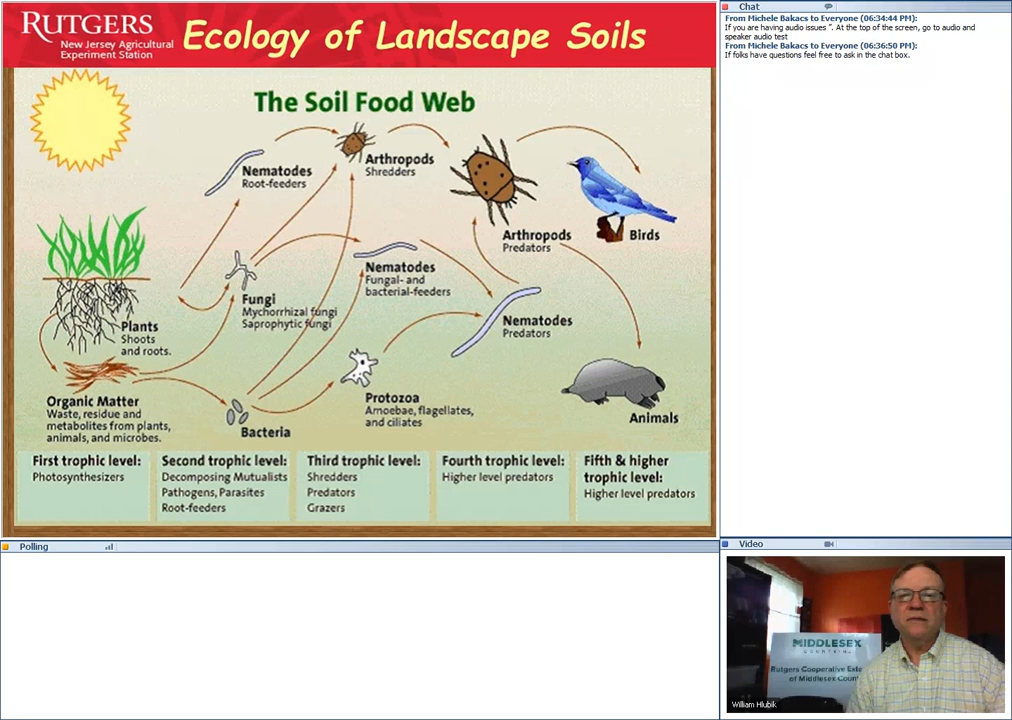 RUTGERS
New Jersey Agricultural
Experiment Station
Ecology of Landscape Soils
The Soil Food Web
Nematodes
Root-feeders
Arthropods
Shredders
Arthropods
Predators
Birds
Nematodes
Fungal- and
bacterial-feeders
Fungi
Mychorrhizal fungi
Saprophytic fungi
Nematodes
Predators
Plants
Shoots
and roots.
Organic Matter
Waste, residue and
metabolites from plants,
animals, and microbes.
Bacteria
Protozoa
Amoebae, flagellates,
and ciliates
Animals
First trophic level:
Photosynthesizers
Second trophic level:
Decomposing Mutualists
Pathogens, Parasites
Root-feeders
Third trophic level:
Shredders
Predators
Grazers
Fourth trophic level:
Higher level predators
Fifth & higher
trophic level:
Higher level predators
Polling
Chat
From Michele Bakacs to Everyone (06:34:44 PM):
If you are having audio issues ". At the top of the screen, go to audio and
speaker audio test
From Michele Bakacs to Everyone (06:36:50 PM):
If folks have questions feel free to ask in the chat box.
Video
MIDDLESEX
Rutgers Cooperative Exte
of Middlesex Count
William Hlubik